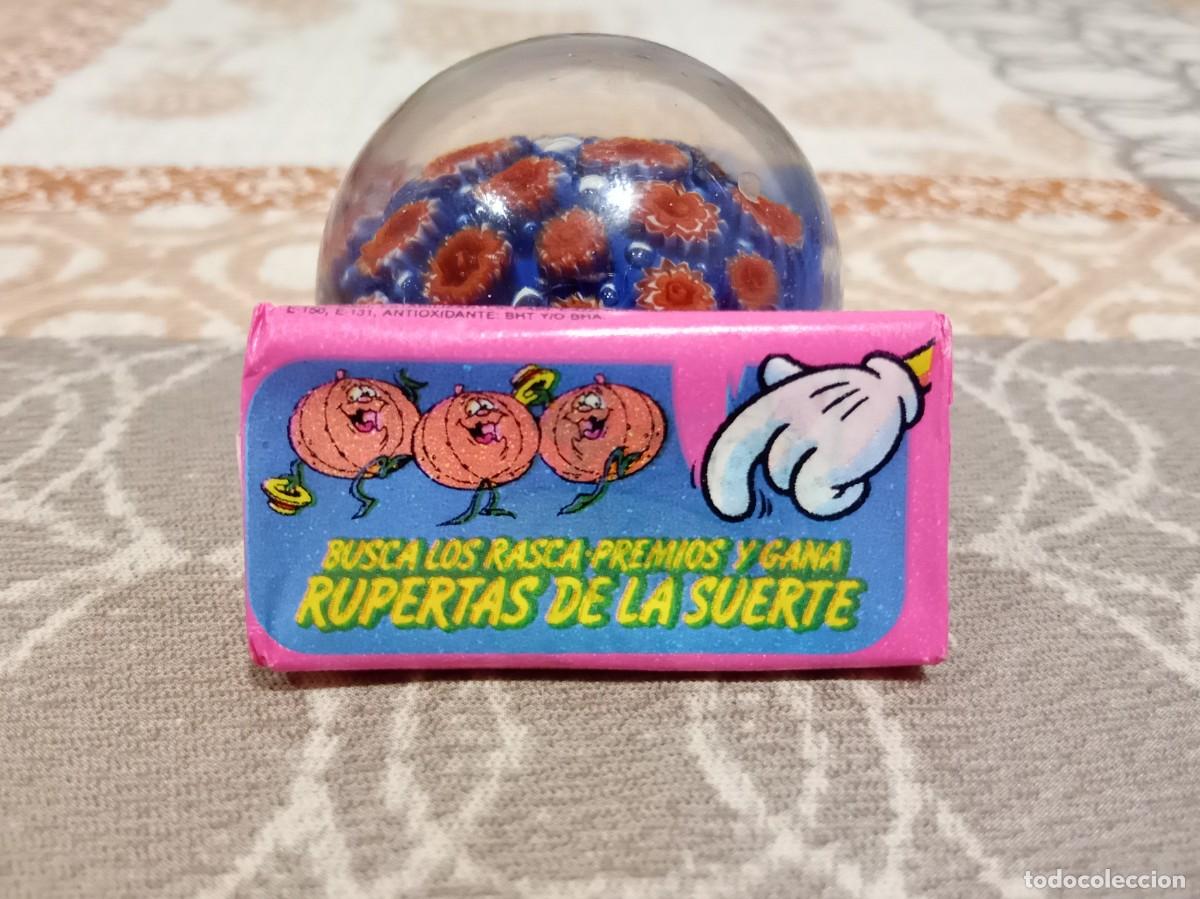 E-150, E-131, ANTIOXIDANTE: BHT Y/O BHA.
BUSCA LOS RASCA-PREMIOS Y GANA
RUPERTAS DE LA SUERTE
todocoleccion